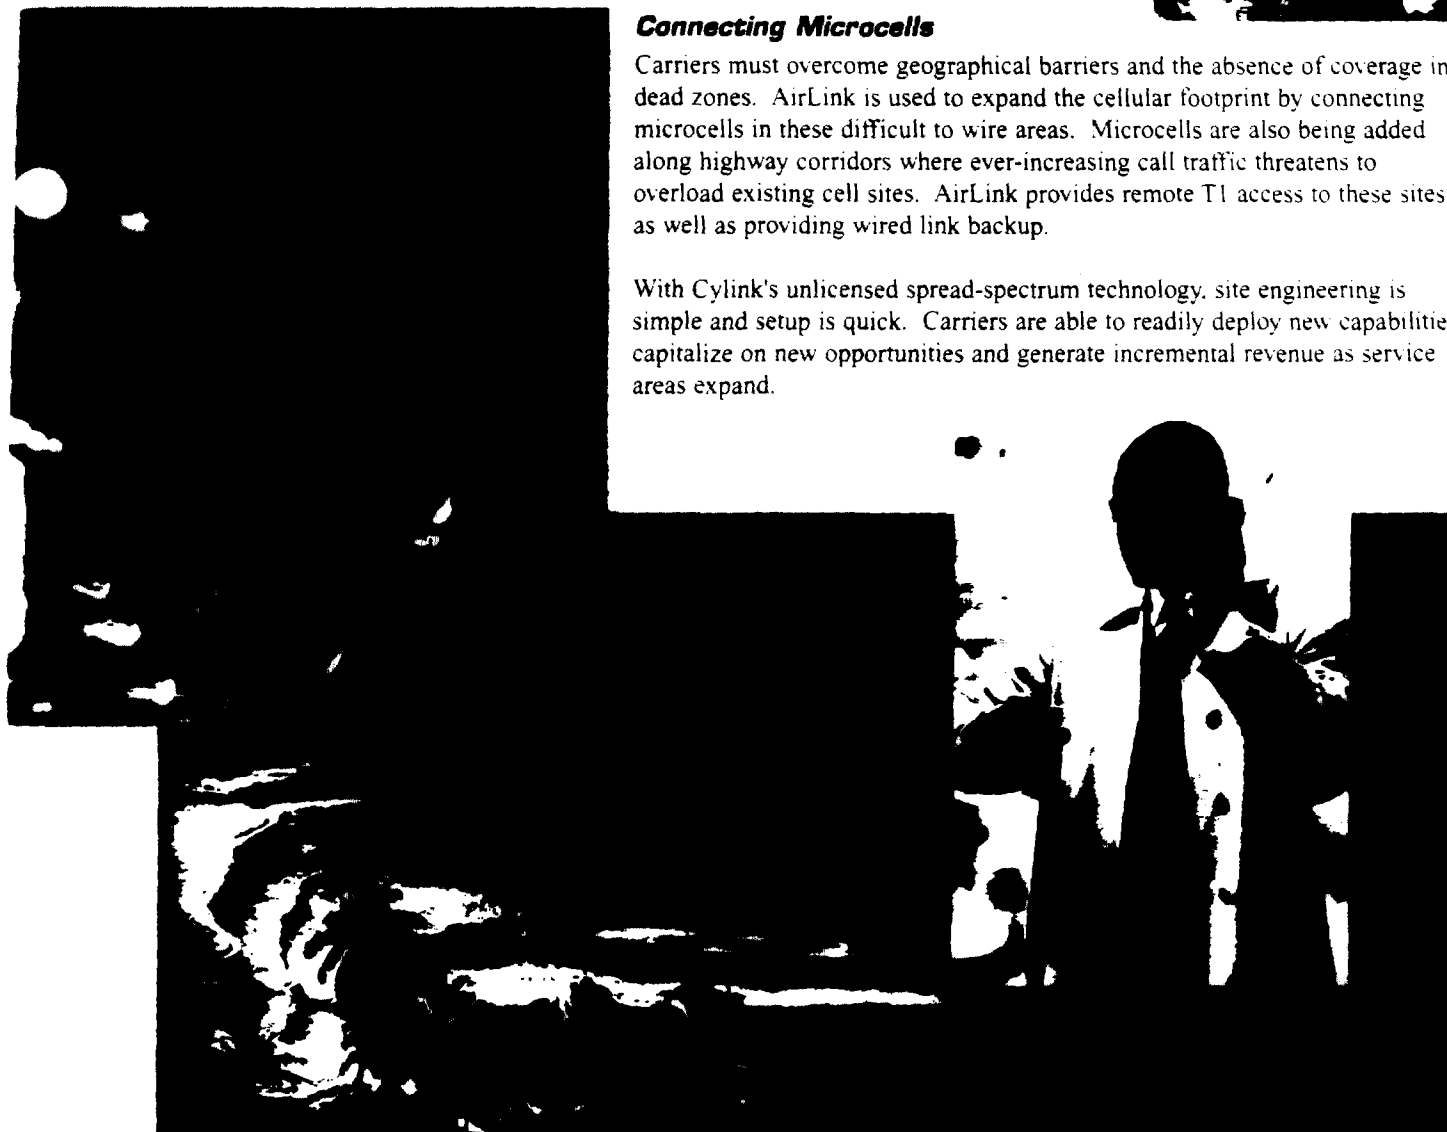 Connecting Microcells
Carriers must overcome geographical barriers and the absence of coverage in
dead zones. AirLink is used to expand the cellular footprint by connecting
microcells in these difficult to wire areas. Microcells are also being added
along highway corridors where ever-increasing call traffic threatens to
overload existing cell sites. AirLink provides remote T1 access to these sites
as well as providing wired link backup.
With Cylink's unlicensed spread-spectrum technology, site engineering is
simple and setup is quick. Carriers are able to readily deploy new capabilitie
capitalize on new opportunities and generate incremental revenue as service
areas expand.